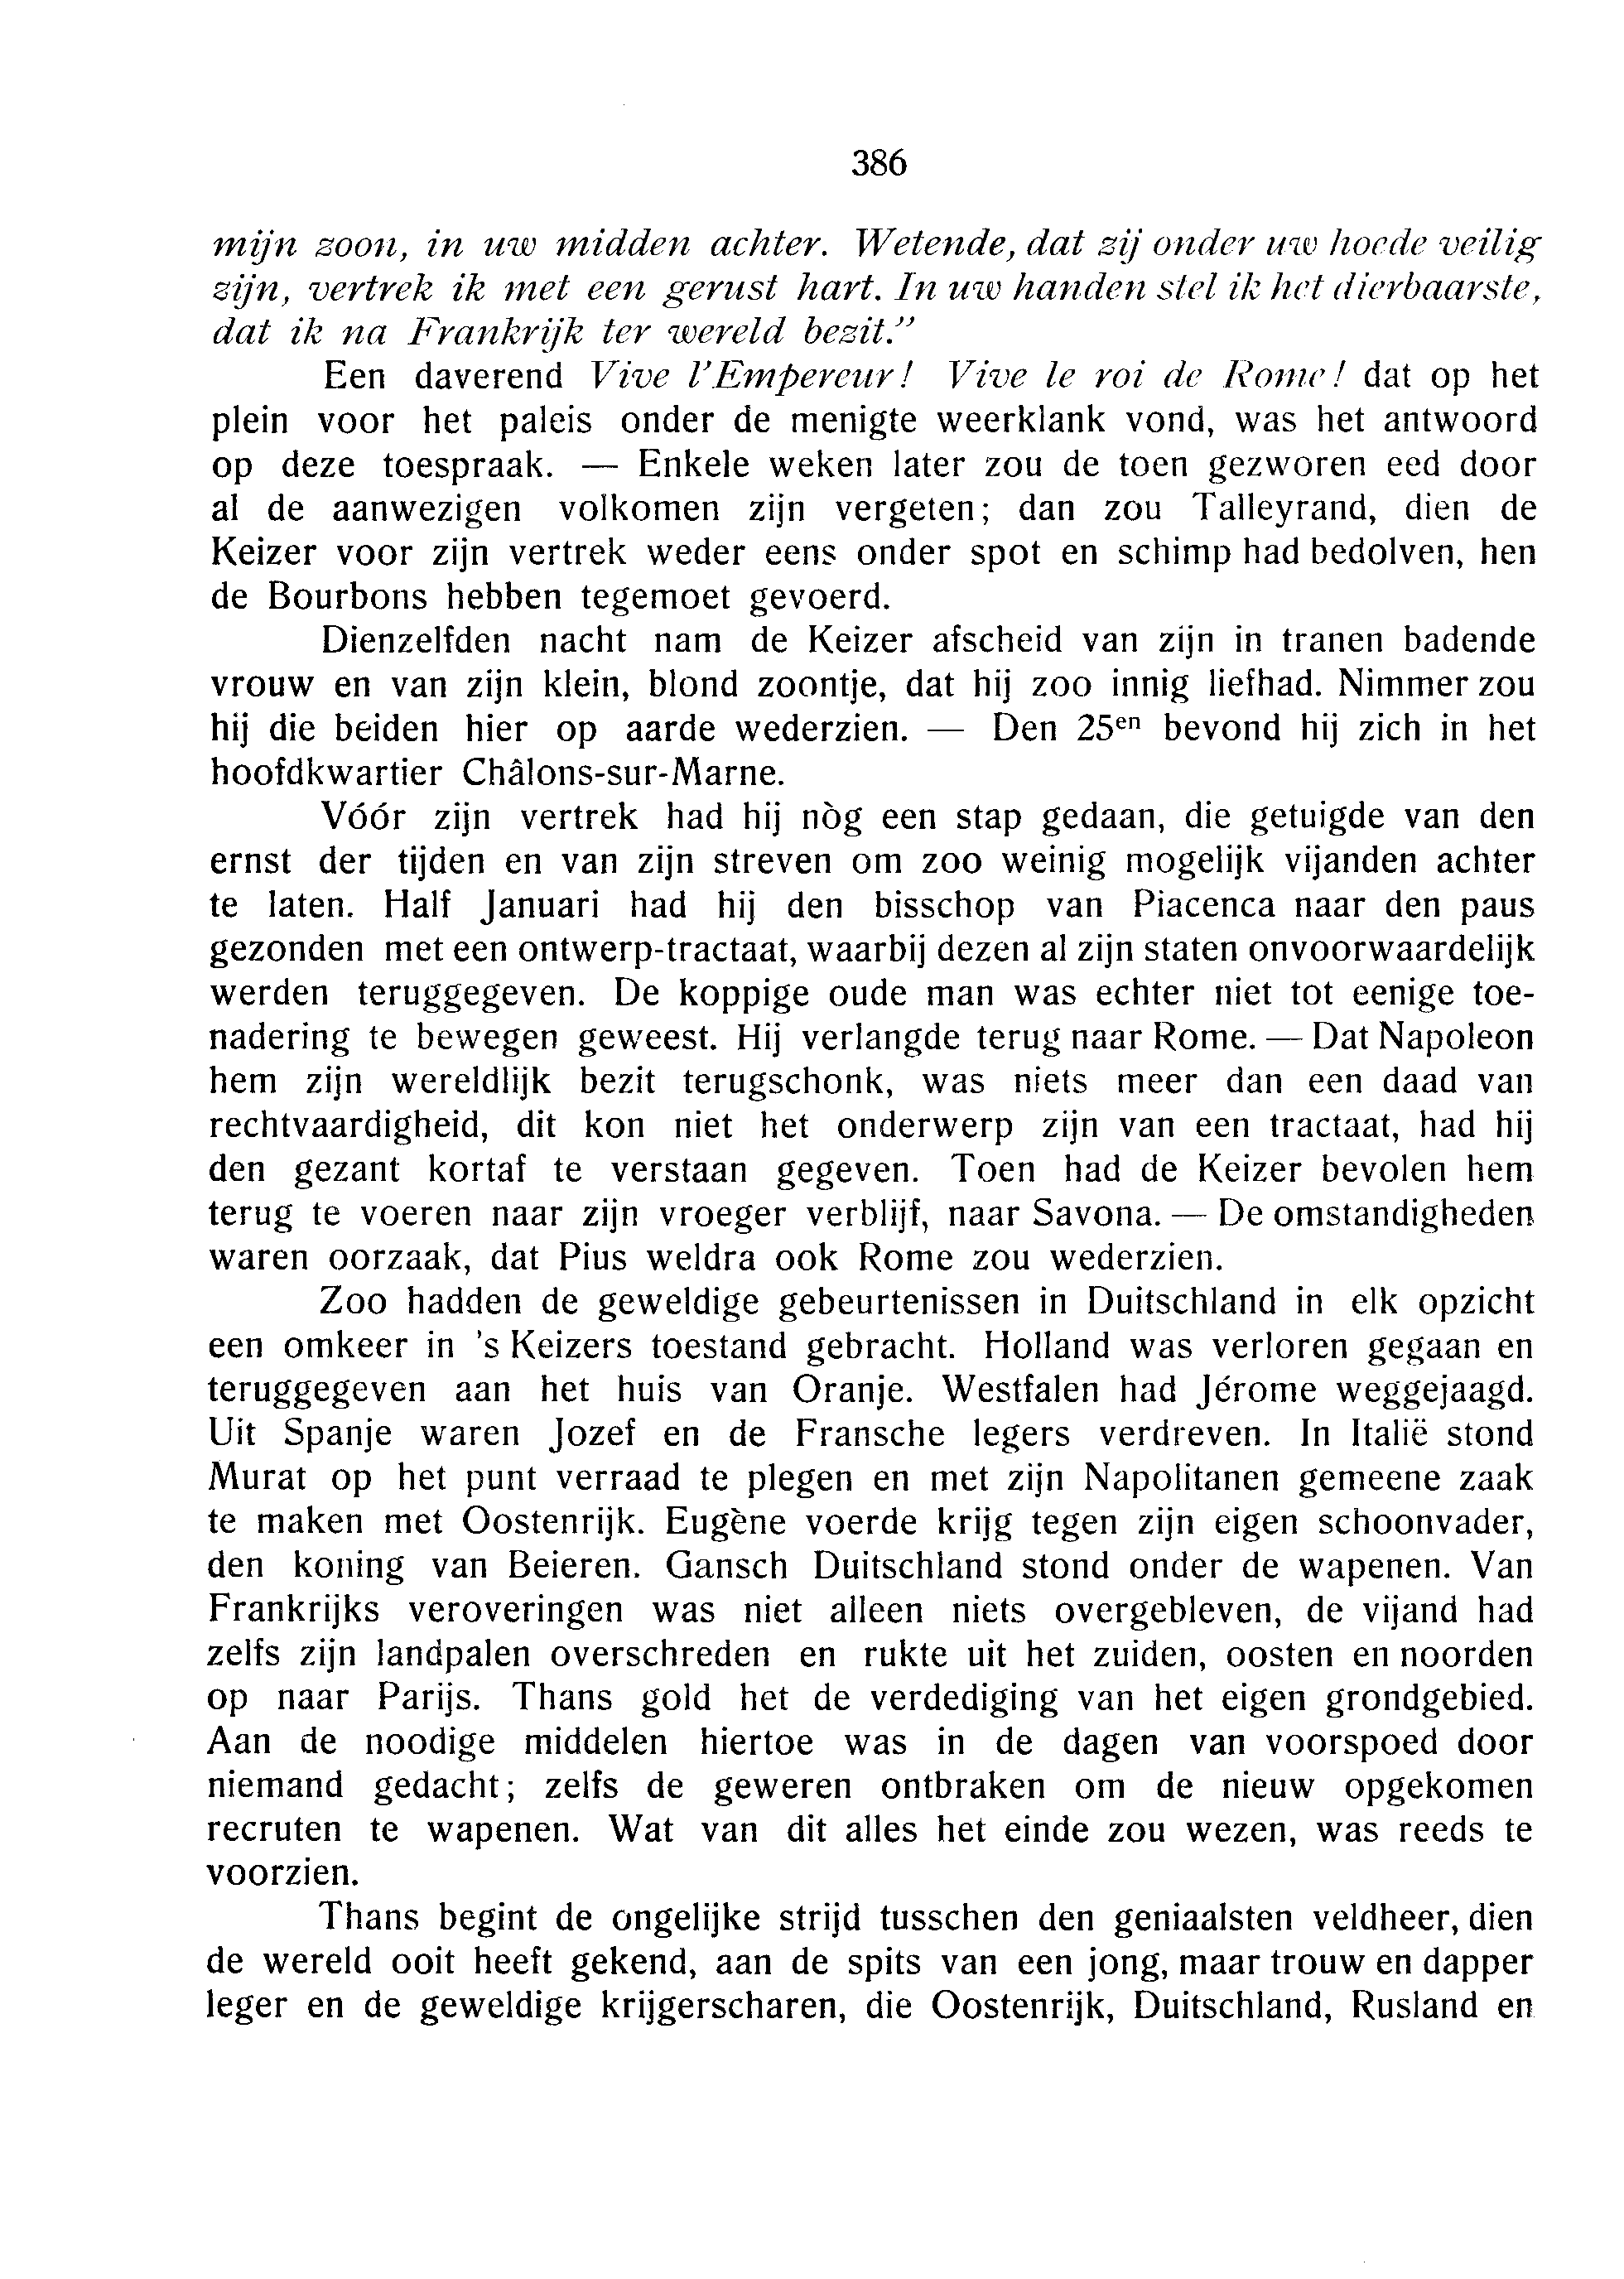 386
mijn zoon, in uw midden achter. Wetende, dat zij onder uw hoede veilig
zijn, vertrek ik met een gerust hart. In uw handen stel ik het dierbaarste,
dat ik na Frankrijk ter wereld bezit.”
Een daverend Vive l’Empereur! Vive le roi de Rome! dat op het
plein voor het paleis onder de menigte weerklank vond, was het antwoord
op deze toespraak. — Enkele weken later zou de toen gezworen eed door
al de aanwezigen volkomen zijn vergeten; dan zou Talleyrand, dien de
Keizer voor zijn vertrek weder eens onder spot en schimp had bedolven, hen
de Bourbons hebben tegemoet gevoerd.
Dienzelfden nacht nam de Keizer afscheid van zijn in tranen badende
vrouw en van zijn klein, blond zoontje, dat hij zoo innig liefhad. Nimmer zou
hij die beiden hier op aarde wederzien. — Den 25en bevond hij zich in het
hoofdkwartier Châlons-sur-Marne.
Vóór zijn vertrek had hij nòg een stap gedaan, die getuigde van den
ernst der tijden en van zijn streven om zoo weinig mogelijk vijanden achter
te laten. Half Januari had hij den bisschop van Piacenca naar den paus
gezonden met een ontwerp-tractaat, waarbij dezen al zijn staten onvoorwaardelijk
werden teruggegeven. De koppige oude man was echter niet tot eenige toe-
nadering te bewegen geweest. Hij verlangde terug naar Rome. — Dat Napoleon
hem zijn wereldlijk bezit terugschonk, was niets meer dan een daad van
rechtvaardigheid, dit kon niet het onderwerp zijn van een tractaat, had hij
den gezant kortaf te verstaan gegeven. Toen had de Keizer bevolen hem
terug te voeren naar zijn vroeger verblijf, naar Savona. — De omstandigheden
waren oorzaak, dat Pius weldra ook Rome zou wederzien.
Zoo hadden de geweldige gebeurtenissen in Duitschland in elk opzicht
een omkeer in ’s Keizers toestand gebracht. Holland was verloren gegaan en
teruggegeven aan het huis van Oranje. Westfalen had Jérome weggejaagd.
Uit Spanje waren Jozef en de Fransche legers verdreven. In Italië stond
Murat op het punt verraad te plegen en met zijn Napolitanen gemeene zaak
te maken met Oostenrijk. Eugène voerde krijg tegen zijn eigen schoonvader,
den koning van Beieren. Gansch Duitschland stond onder de wapenen. Van
Frankrijks veroveringen was niet alleen niets overgebleven, de vijand had
zelfs zijn landpalen overschreden en rukte uit het zuiden, oosten en noorden
op naar Parijs. Thans gold het de verdediging van het eigen grondgebied.
Aan de noodige middelen hiertoe was in de dagen van voorspoed door
niemand gedacht; zelfs de geweren ontbraken om de nieuw opgekomen
recruten te wapenen. Wat van dit alles het einde zou wezen, was reeds te
voorzien.
Thans begint de ongelijke strijd tusschen den geniaalsten veldheer, dien
de wereld ooit heeft gekend, aan de spits van een jong, maar trouw en dapper
leger en de geweldige krijgerscharen, die Oostenrijk, Duitschland, Rusland en